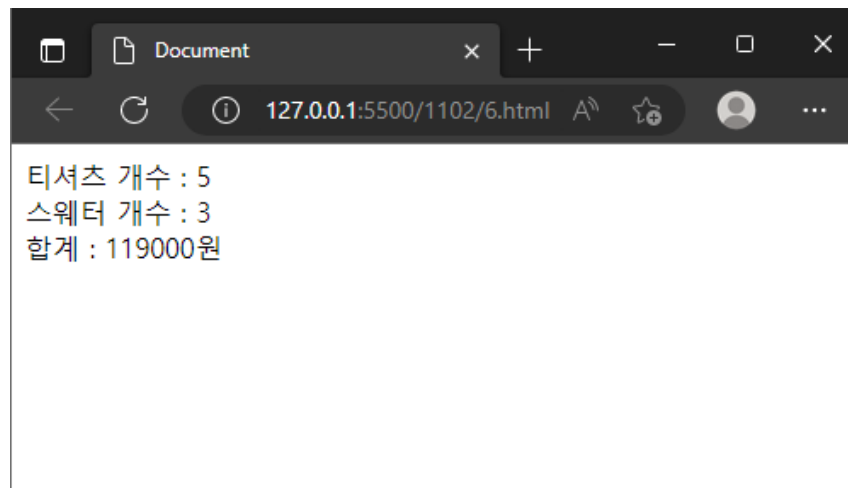 Document
127.0.0.1:5500/1102/6.html
티셔츠 개수 : 5
스웨터 개수 : 3
합계 : 119000원